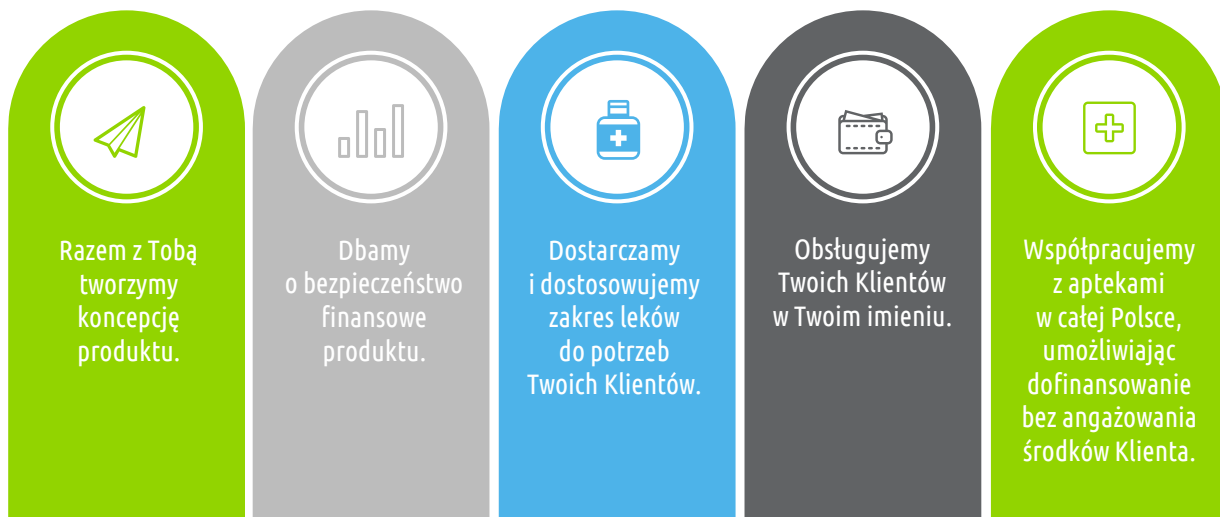 Razem z Tobą
tworzymy
koncepcję
produktu.
Dbamy
o bezpieczeństwo
finansowe
produktu.
Dostarczamy
i dostosowujemy
zakres leków
do potrzeb
Twoich Klientów.
Obsługujemy
Twoich Klientów
w Twoim imieniu.
Współpracujemy
z aptekami
w całej Polsce,
umożliwiając
dofinansowanie
bez angażowania
środków Klienta.